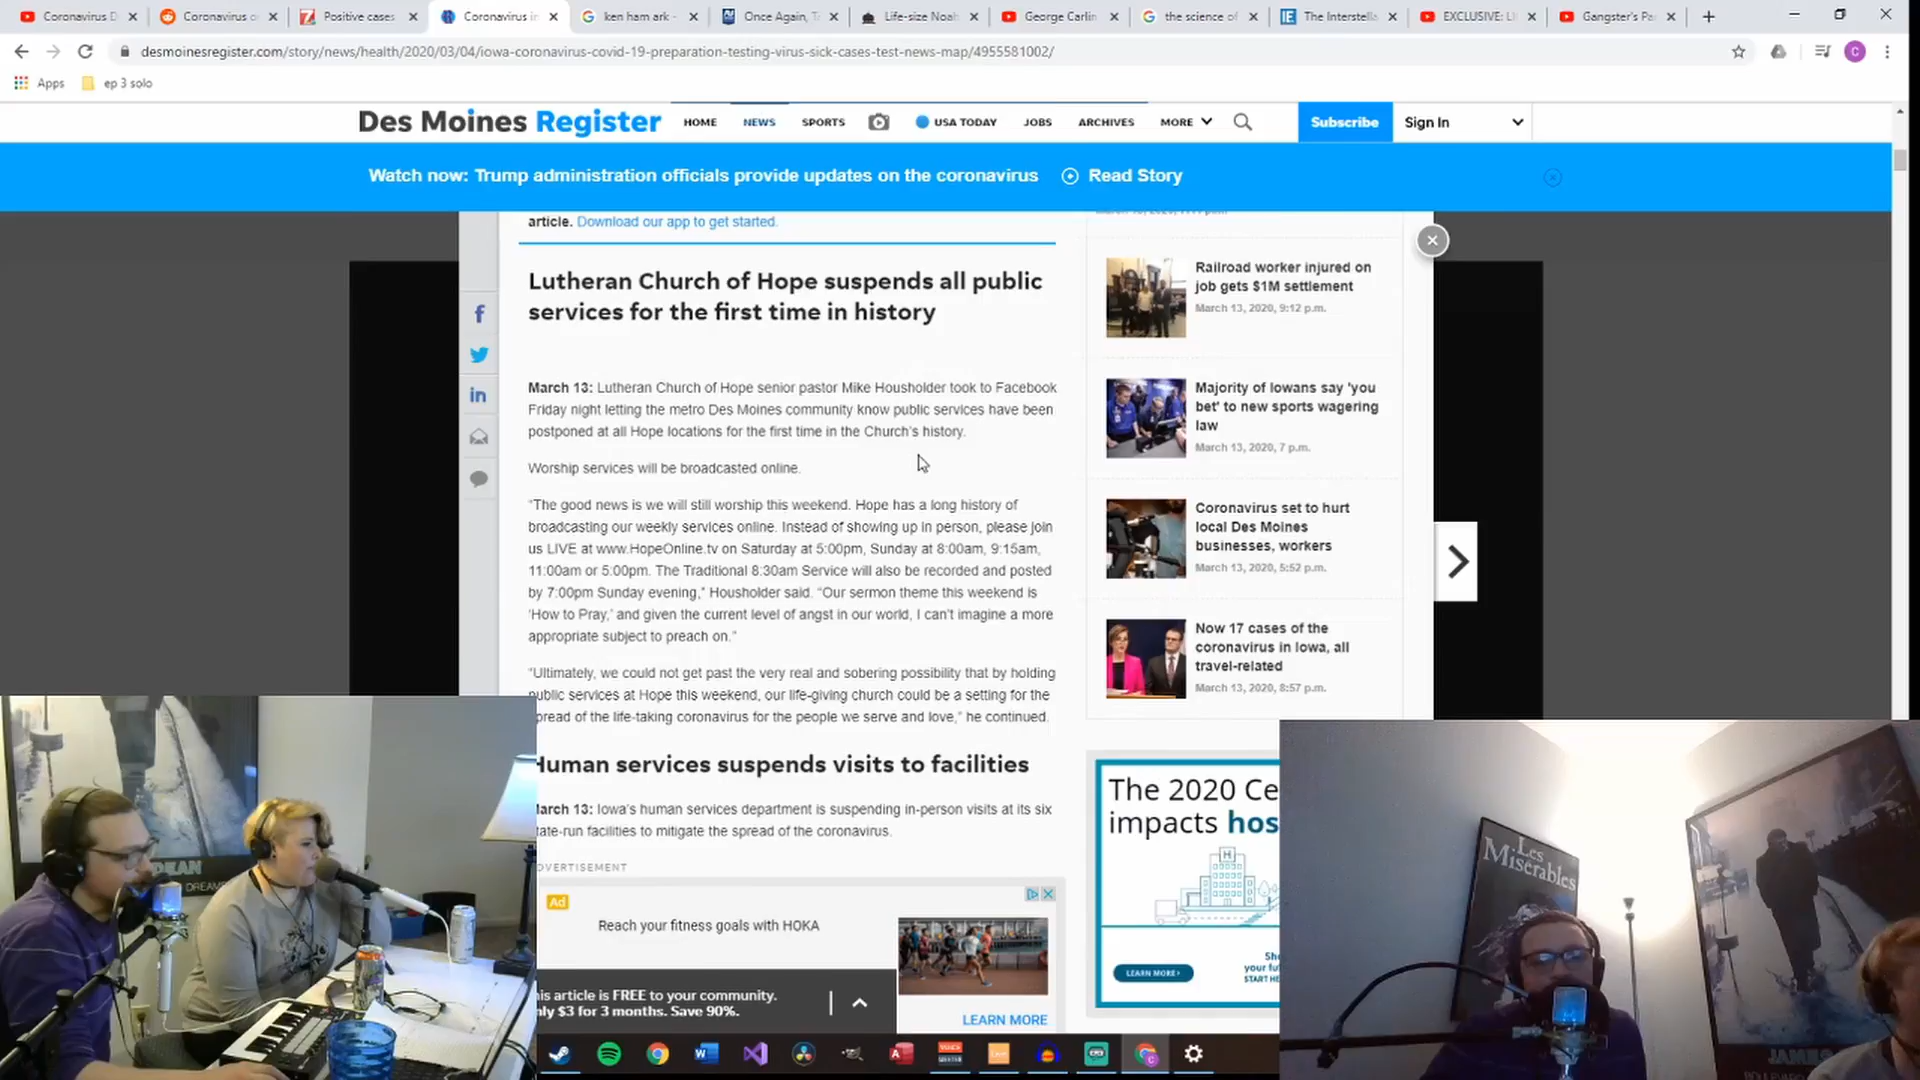 Coronavirus D
Coronavirus o
Positive cases
Coronavirus in
ken ham ark -
Once Again, T
Life-size Noah
George Carlin
the science of
The Interstell
EXCLUSIVE: L
Gangster's Pa
desmoinesregister.com/story/news/health/2020/03/04/iowa-coronavirus-covid-19-preparation-testing-virus-sick-cases-test-news-map/4955581002/
Apps
ep 3 solo
Des Moines Register
HOME
NEWS
SPORTS
USA TODAY
JOBS
ARCHIVES
MORE
Subscribe
Sign In
Watch now: Trump administration officials provide updates on the coronavirus
Read Story
article. Download our app to get started.
Lutheran Church of Hope suspends all public
services for the first time in history
March 13: Lutheran Church of Hope senior pastor Mike Housholder took to Facebook
Friday night letting the metro Des Moines community know public services have been
postponed at all Hope locations for the first time in the Church's history.
Worship services will be broadcasted online.
"The good news is we will still worship this weekend. Hope has a long history of
broadcasting our weekly services online. Instead of showing up in person, please join
us LIVE at www.HopeOnline.tv on Saturday at 5:00pm, Sunday at 8:00am, 9:15am,
11:00am or 5:00pm. The Traditional 8:30am Service will also be recorded and posted
by 7:00pm Sunday evening," Housholder said. "Our sermon theme this weekend is
'How to Pray,' and given the current level of angst in our world, I can't imagine a more
appropriate subject to preach on."
"Ultimately, we could not get past the very real and sobering possibility that by holding
public services at Hope this weekend, our life-giving church could be a setting for the
pread of the life-taking coronavirus for the people we serve and love," he continued.
Human services suspends visits to facilities
March 13: Iowa's human services department is suspending in-person visits at its six
tate-run facilities to mitigate the spread of the coronavirus.
DVERTISEMENT
Ad
Reach your fitness goals with HOKA
LEARN MORE
his article is FREE to your community.
nly $3 for 3 months. Save 90%.
Railroad worker injured on
job gets $1M settlement
March 13, 2020, 9:12 p.m.
Majority of Iowans say 'you
bet' to new sports wagering
law
March 13, 2020, 7 p.m.
Coronavirus set to hurt
local Des Moines
businesses, workers
March 13, 2020, 5:52 p.m.
Now 17 cases of the
coronavirus in Iowa, all
travel-related
March 13, 2020, 8:57 p.m.
The 2020 Ce
impacts hos
H
Sh
your fu
LEARN MORE>
START HE
DEAN
DREAMS
Les
Misérables
JAMES
BOULEVARD